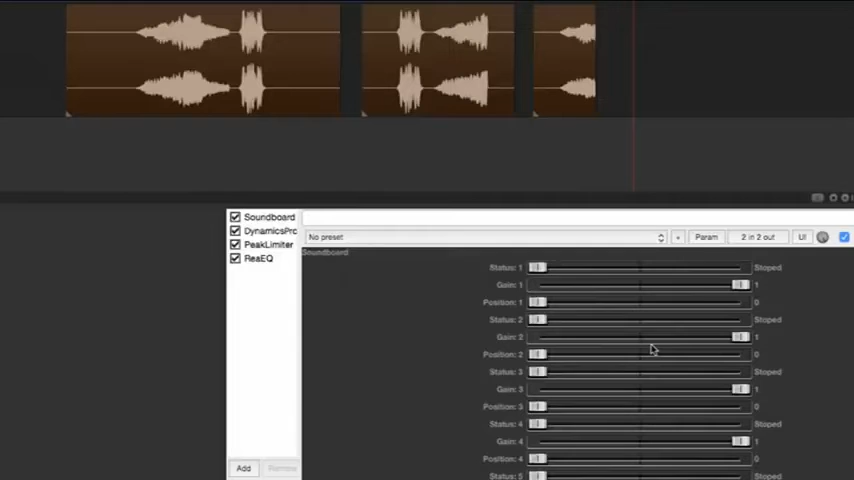 Soundboard
DynamicsPrc
PeakLimiter
ReaEQ
No preset
+
Param
2 in 2 out
UI
Soundboard
Status: 1 Stoped
Gain: 1 1
Position: 1 0
Status: 2 Stoped
Gain: 2 1
Position: 2 0
Status: 3 Stoped
Gain: 3 1
Position: 3 0
Status: 4 Stoped
Gain: 4 1
Position: 4 0
Status: 5 Stoped
Add Remove